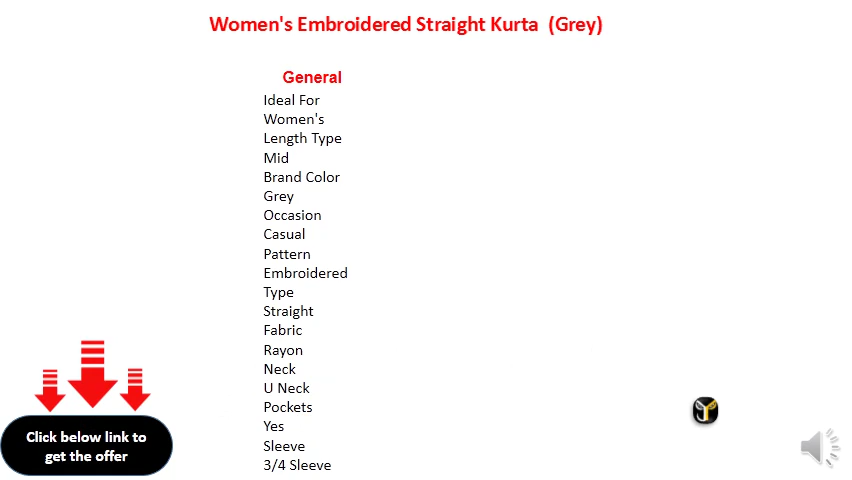 Women's Embroidered Straight Kurta (Grey)
General
Ideal For
Women's
Length Type
Mid
Brand Color
Grey
Occasion
Casual
Pattern
Embroidered
Type
Straight
Fabric
Rayon
Neck
U Neck
Pockets
Yes
Sleeve
3/4 Sleeve
Click below link to
get the offer